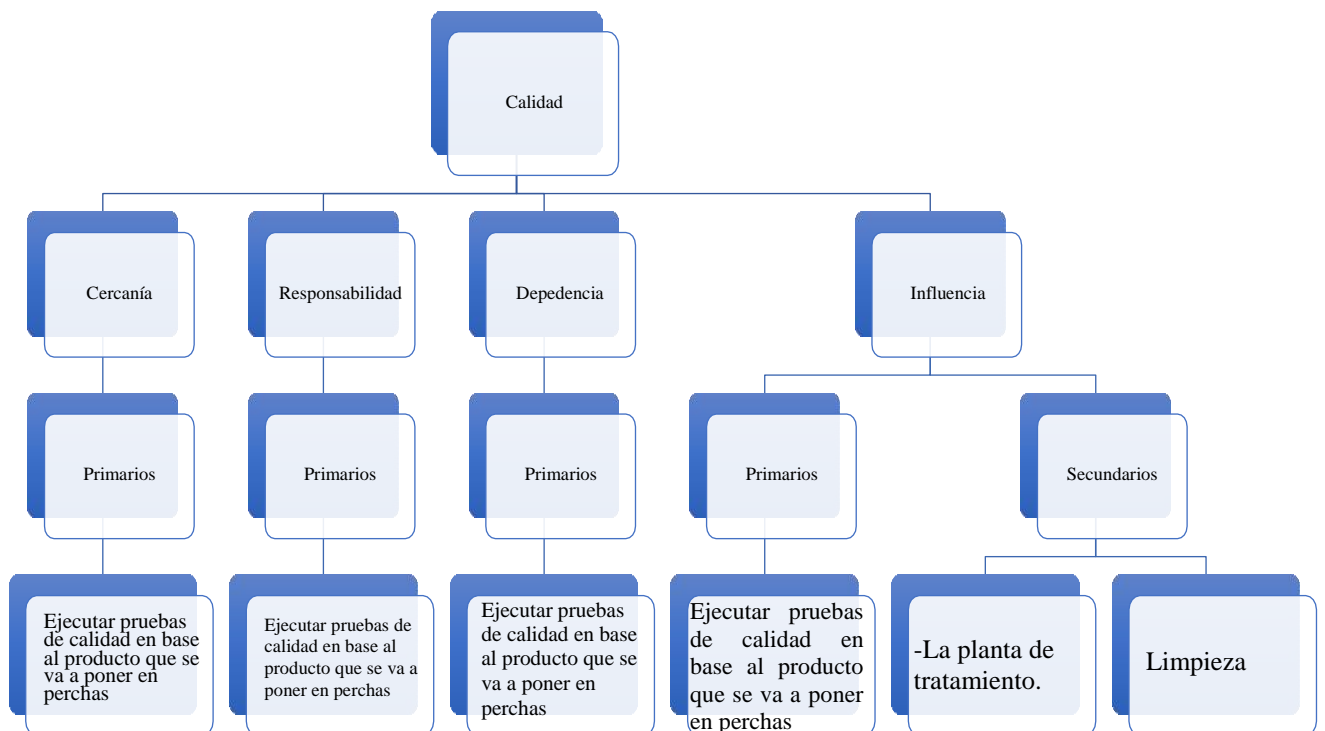 Calidad
Cercanía
Responsabilidad
Depedencia
Influencia
Primarios
Primarios
Primarios
Primarios
Secundarios
Ejecutar pruebas
de calidad en base
al producto que se
va a poner en
perchas
Ejecutar pruebas de
calidad en base al
producto que se va a
poner en perchas
Ejecutar pruebas
de calidad en base
al producto que se
va a poner en
perchas
Ejecutar pruebas
de calidad en
base al producto
que se va a poner
en perchas
-La planta de
tratamiento.
Limpieza